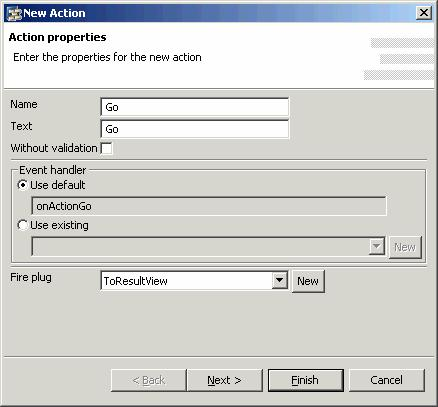 New Action
Action properties
Enter the properties for the new action
Name Go
Text Go
Without validation
Event handler
Use default
onActionGo
Use existing
New
Fire plug ToResultView New
< Back Next > Finish Cancel